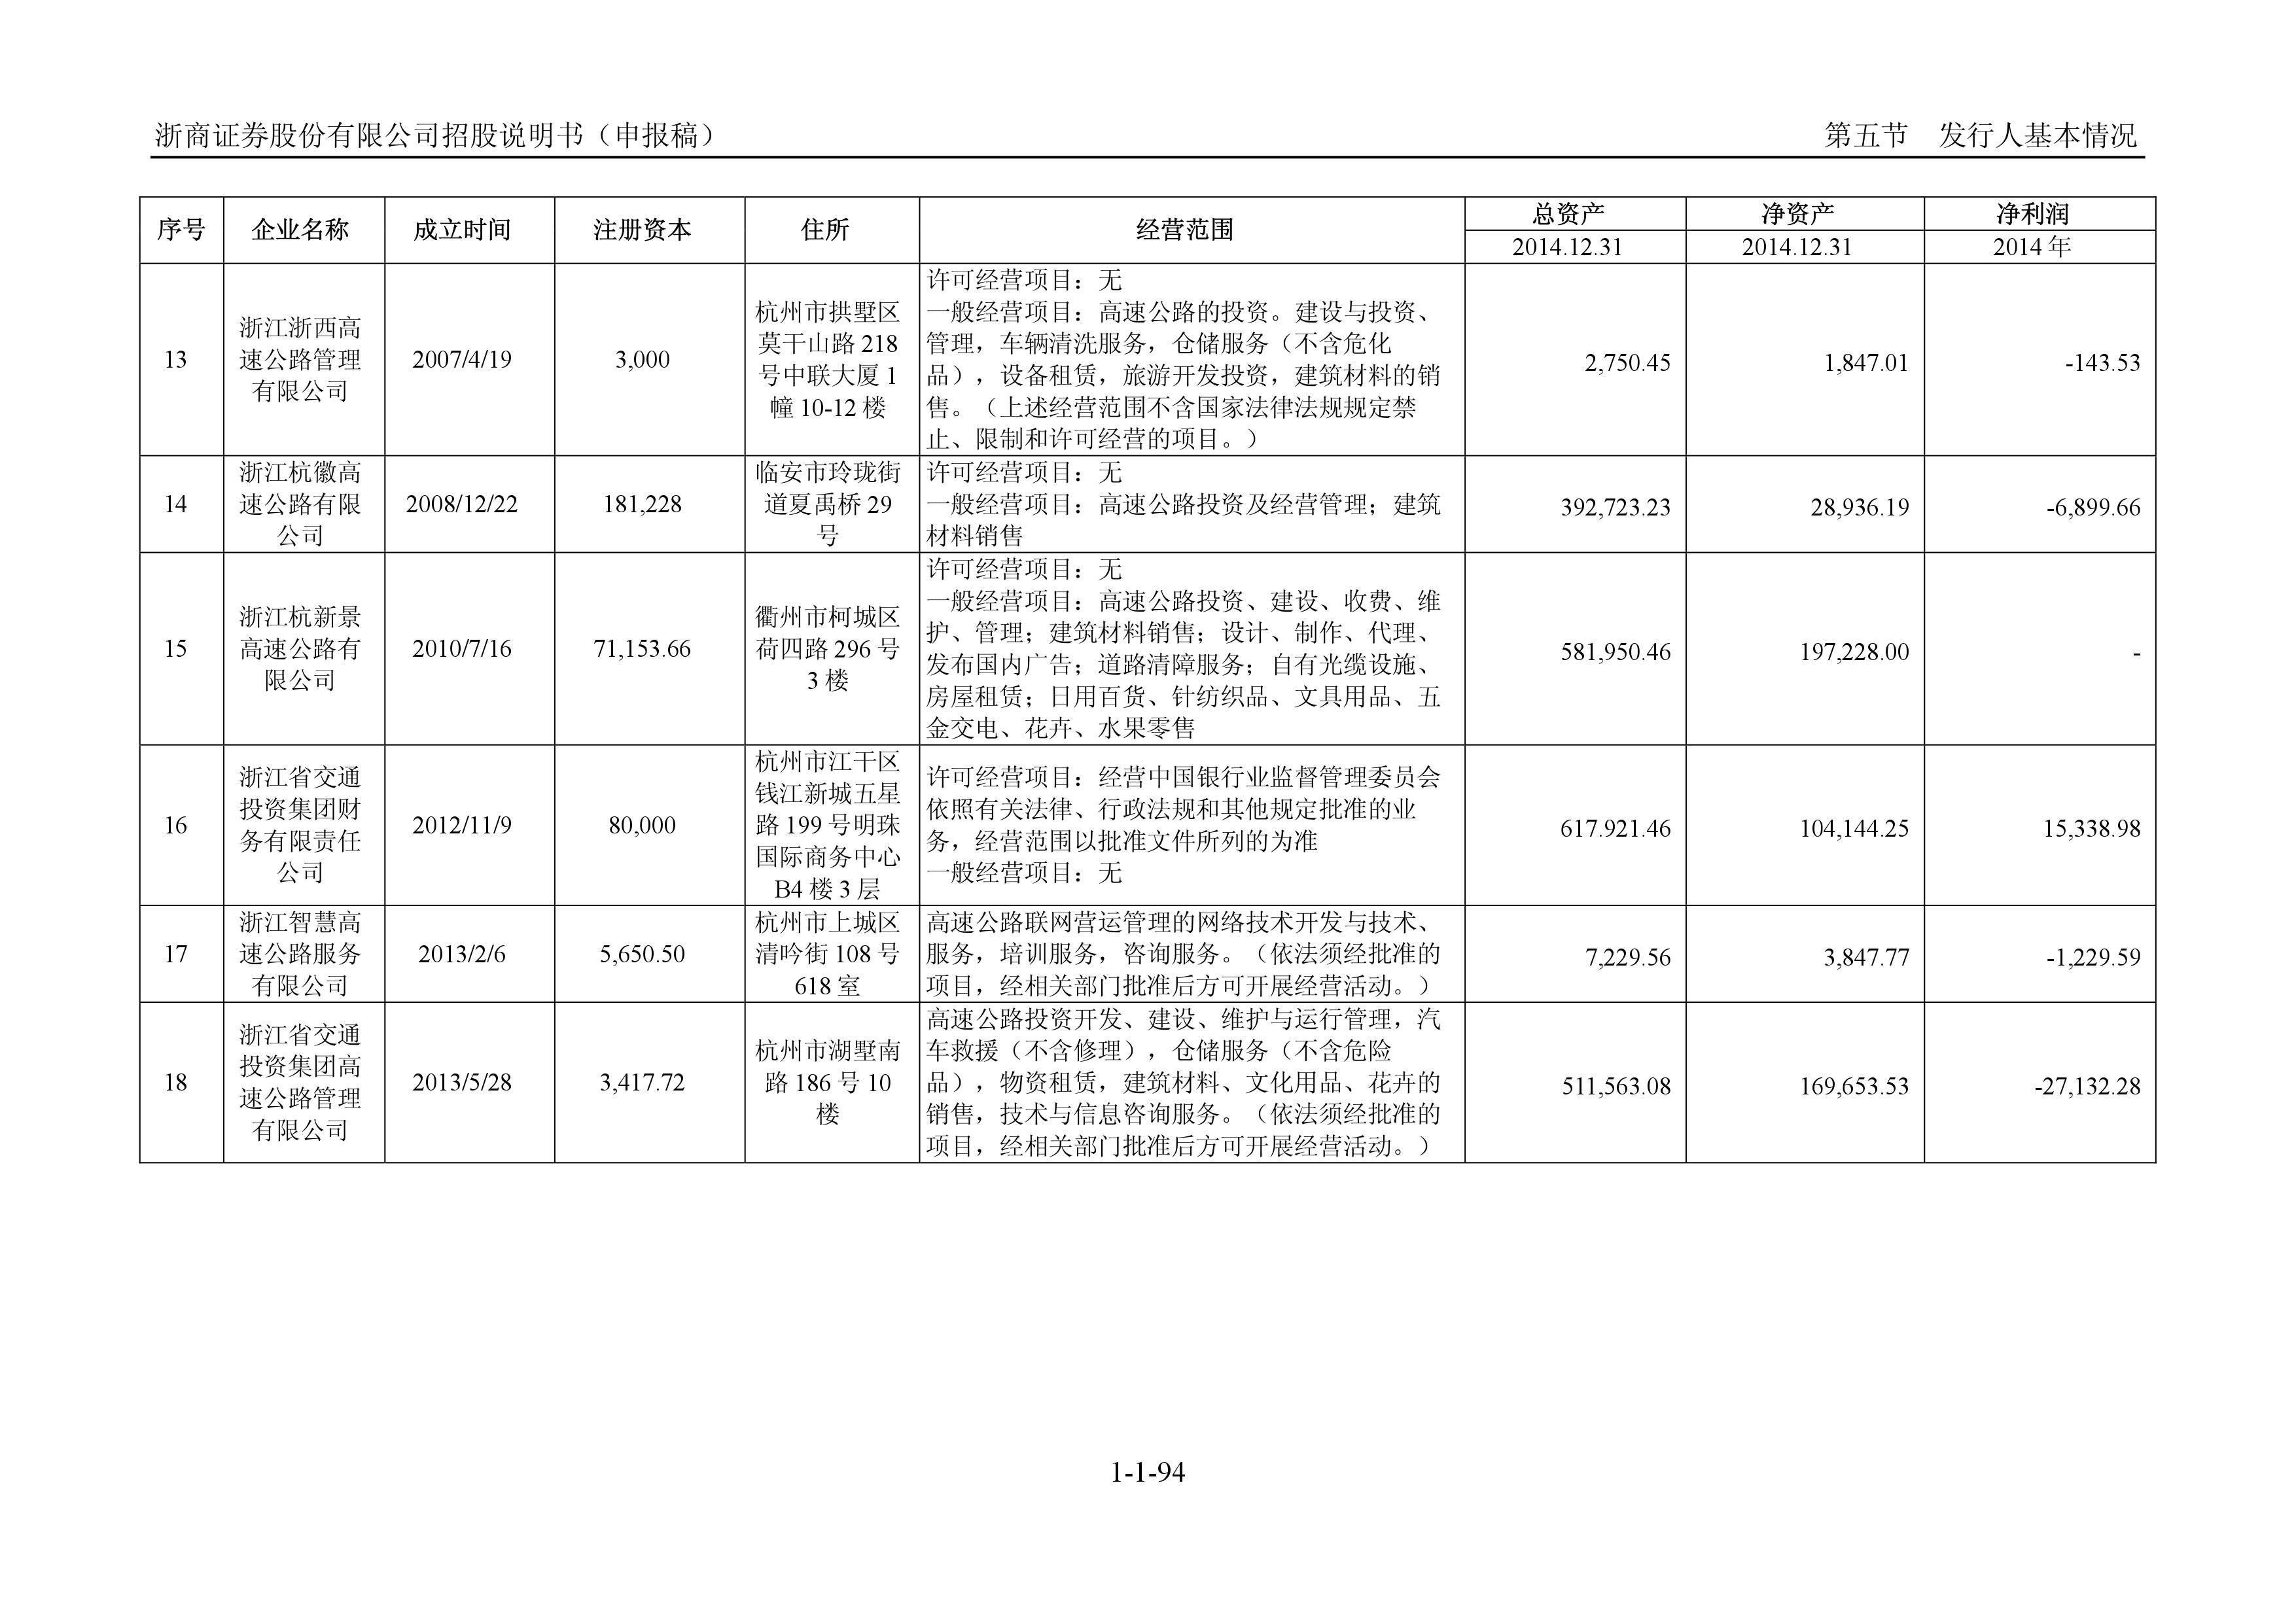 浙商证券股份有限公司招股说明书（申报稿）
第五节 发行人基本情况
序号
企业名称
成立时间
注册资本
住所
经营范围
总资产
净资产
净利润
2014.12.31
2014.12.31
2014 年
13
浙江浙西高
速公路管理
有限公司
2007/4/19
3,000
杭州市拱墅区
莫干山路 218
号中联大厦 1
幢 10-12 楼
许可经营项目：无
一般经营项目：高速公路的投资。建设与投资、
管理，车辆清洗服务，仓储服务（不含危化
品），设备租赁，旅游开发投资，建筑材料的销
售。（上述经营范围不含国家法律法规规定禁
止、限制和许可经营的项目。）
2,750.45
1,847.01
-143.53
14
浙江杭徽高
速公路有限
公司
2008/12/22
181,228
临安市玲珑街
道夏禹桥 29
号
许可经营项目：无
一般经营项目：高速公路投资及经营管理；建筑
材料销售
392,723.23
28,936.19
-6,899.66
15
浙江杭新景
高速公路有
限公司
2010/7/16
71,153.66
衢州市柯城区
荷四路 296 号
3 楼
许可经营项目：无
一般经营项目：高速公路投资、建设、收费、维
护、管理；建筑材料销售；设计、制作、代理、
发布国内广告；道路清障服务；自有光缆设施、
房屋租赁；日用百货、针纺织品、文具用品、五
金交电、花卉、水果零售
581,950.46
197,228.00
-
16
浙江省交通
投资集团财
务有限责任
公司
2012/11/9
80,000
杭州市江干区
钱江新城五星
路 199 号明珠
国际商务中心
B4 楼 3 层
许可经营项目：经营中国银行业监督管理委员会
依照有关法律、行政法规和其他规定批准的业
务，经营范围以批准文件所列的为准
一般经营项目：无
617.921.46
104,144.25
15,338.98
17
浙江智慧高
速公路服务
有限公司
2013/2/6
5,650.50
杭州市上城区
清吟街 108 号
618 室
高速公路联网营运管理的网络技术开发与技术、
服务，培训服务，咨询服务。（依法须经批准的
项目，经相关部门批准后方可开展经营活动。）
7,229.56
3,847.77
-1,229.59
18
浙江省交通
投资集团高
速公路管理
有限公司
2013/5/28
3,417.72
杭州市湖墅南
路 186 号 10
楼
高速公路投资开发、建设、维护与运行管理，汽
车救援（不含修理），仓储服务（不含危险
品），物资租赁，建筑材料、文化用品、花卉的
销售，技术与信息咨询服务。（依法须经批准的
项目，经相关部门批准后方可开展经营活动。）
511,563.08
169,653.53
-27,132.28
1-1-94